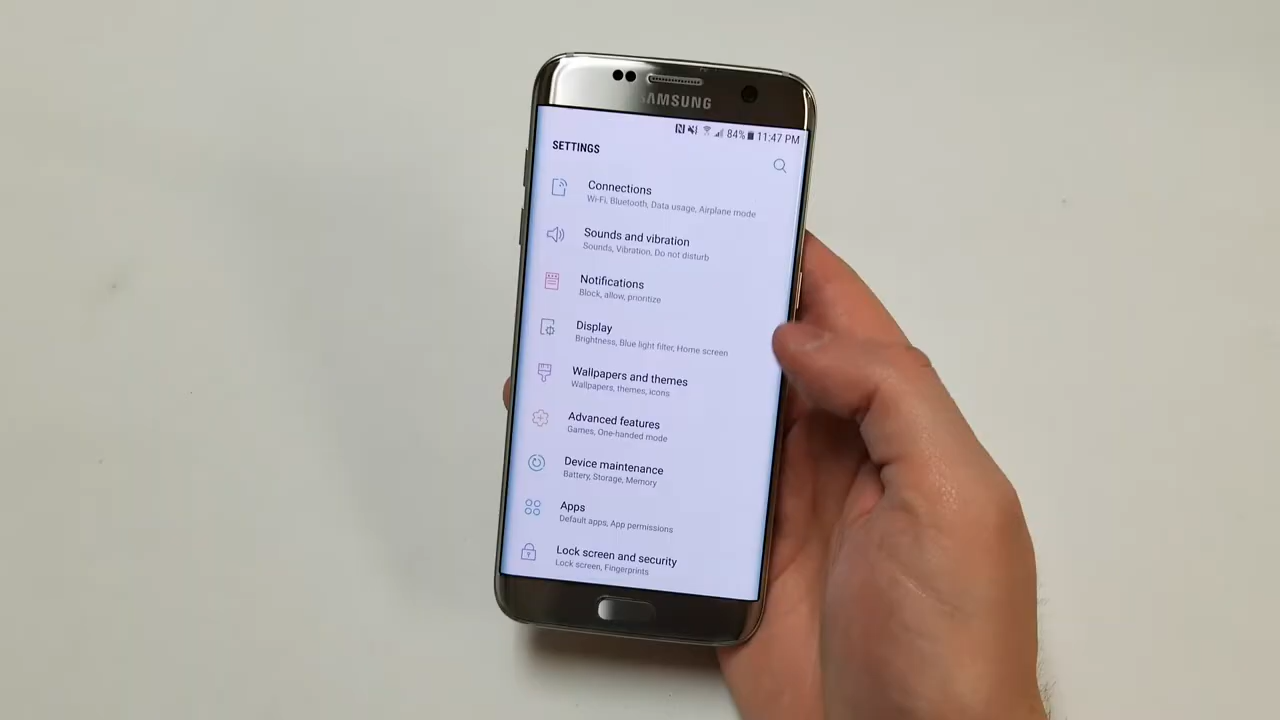 SAMSUNG
84% 11:47 PM
SETTINGS
Connections
Wi-Fi, Bluetooth, Data usage, Airplane mode
Sounds and vibration
Sounds, Vibration, Do not disturb
Notifications
Block, allow, prioritize
Display
Brightness, Blue light filter, Home screen
Wallpapers and themes
Wallpapers, themes, icons
Advanced features
Games, One-handed mode
Device maintenance
Battery, Storage, Memory
Apps
Default apps, App permissions
Lock screen and security
Lock screen, Fingerprints